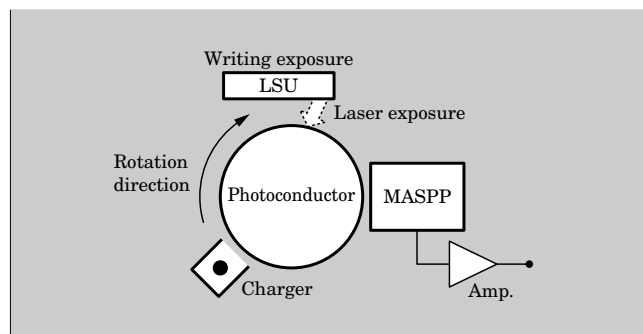 Writing exposure
LSU
Laser exposure
Rotation
direction
Photoconductor
MASPP
Charger
Amp.